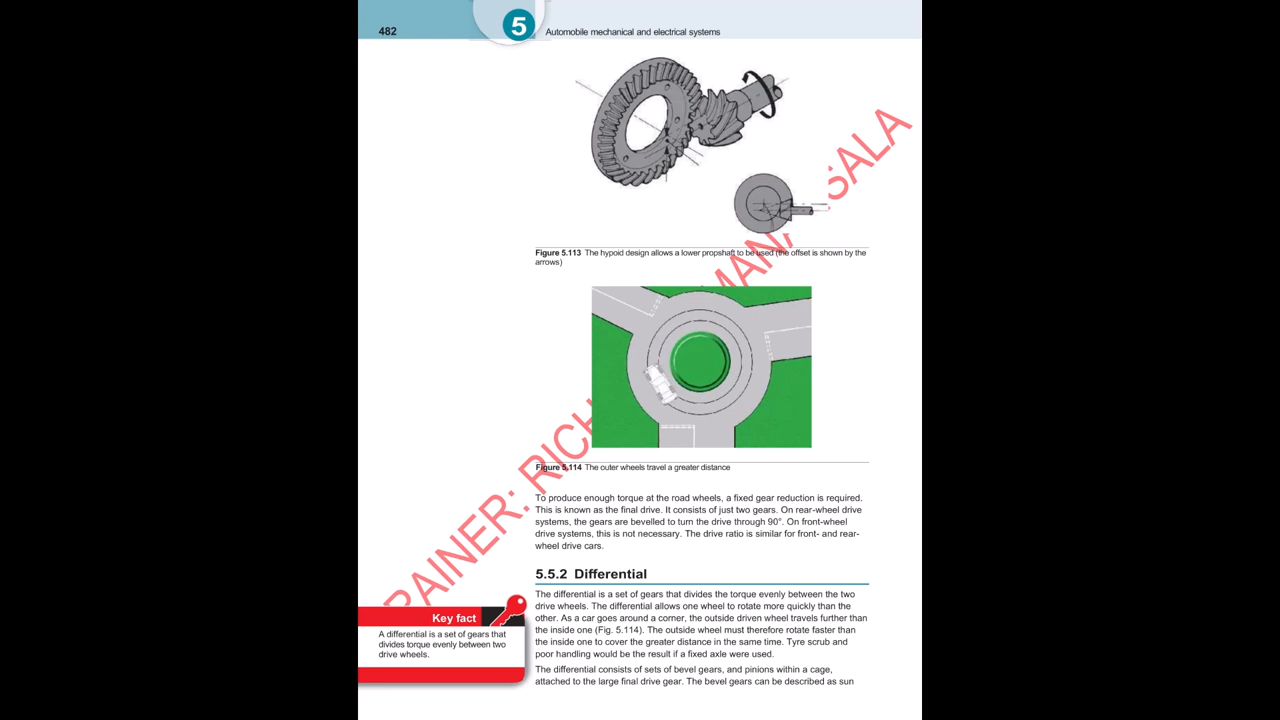 482
5
Automobile mechanical and electrical systems
Figure 5.113 The hypoid design allows a lower propshaft to be used (the offset is shown by the
arrows)
Figure 5.114 The outer wheels travel a greater distance
To produce enough torque at the road wheels, a fixed gear reduction is required.
This is known as the final drive. It consists of just two gears. On rear-wheel drive
systems, the gears are bevelled to turn the drive through 90°. On front-wheel
drive systems, this is not necessary. The drive ratio is similar for front- and rear-
wheel drive cars.
5.5.2 Differential
The differential is a set of gears that divides the torque evenly between the two
drive wheels. The differential allows one wheel to rotate more quickly than the
other. As a car goes around a corner, the outside driven wheel travels further than
the inside one (Fig. 5.114). The outside wheel must therefore rotate faster than
the inside one to cover the greater distance in the same time. Tyre scrub and
poor handling would be the result if a fixed axle were used.
The differential consists of sets of bevel gears, and pinions within a cage,
attached to the large final drive gear. The bevel gears can be described as sun
Key fact
A differential is a set of gears that
divides torque evenly between two
drive wheels.
RAINER: RICH MANA SALA